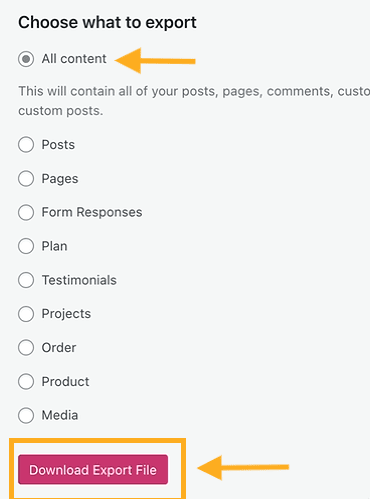 Choose what to export
All content
This will contain all of your posts, pages, comments,
custom posts.
Posts
Pages
Form Responses
Plan
Testimonials
Projects
Order
Product
Media
Download Export File